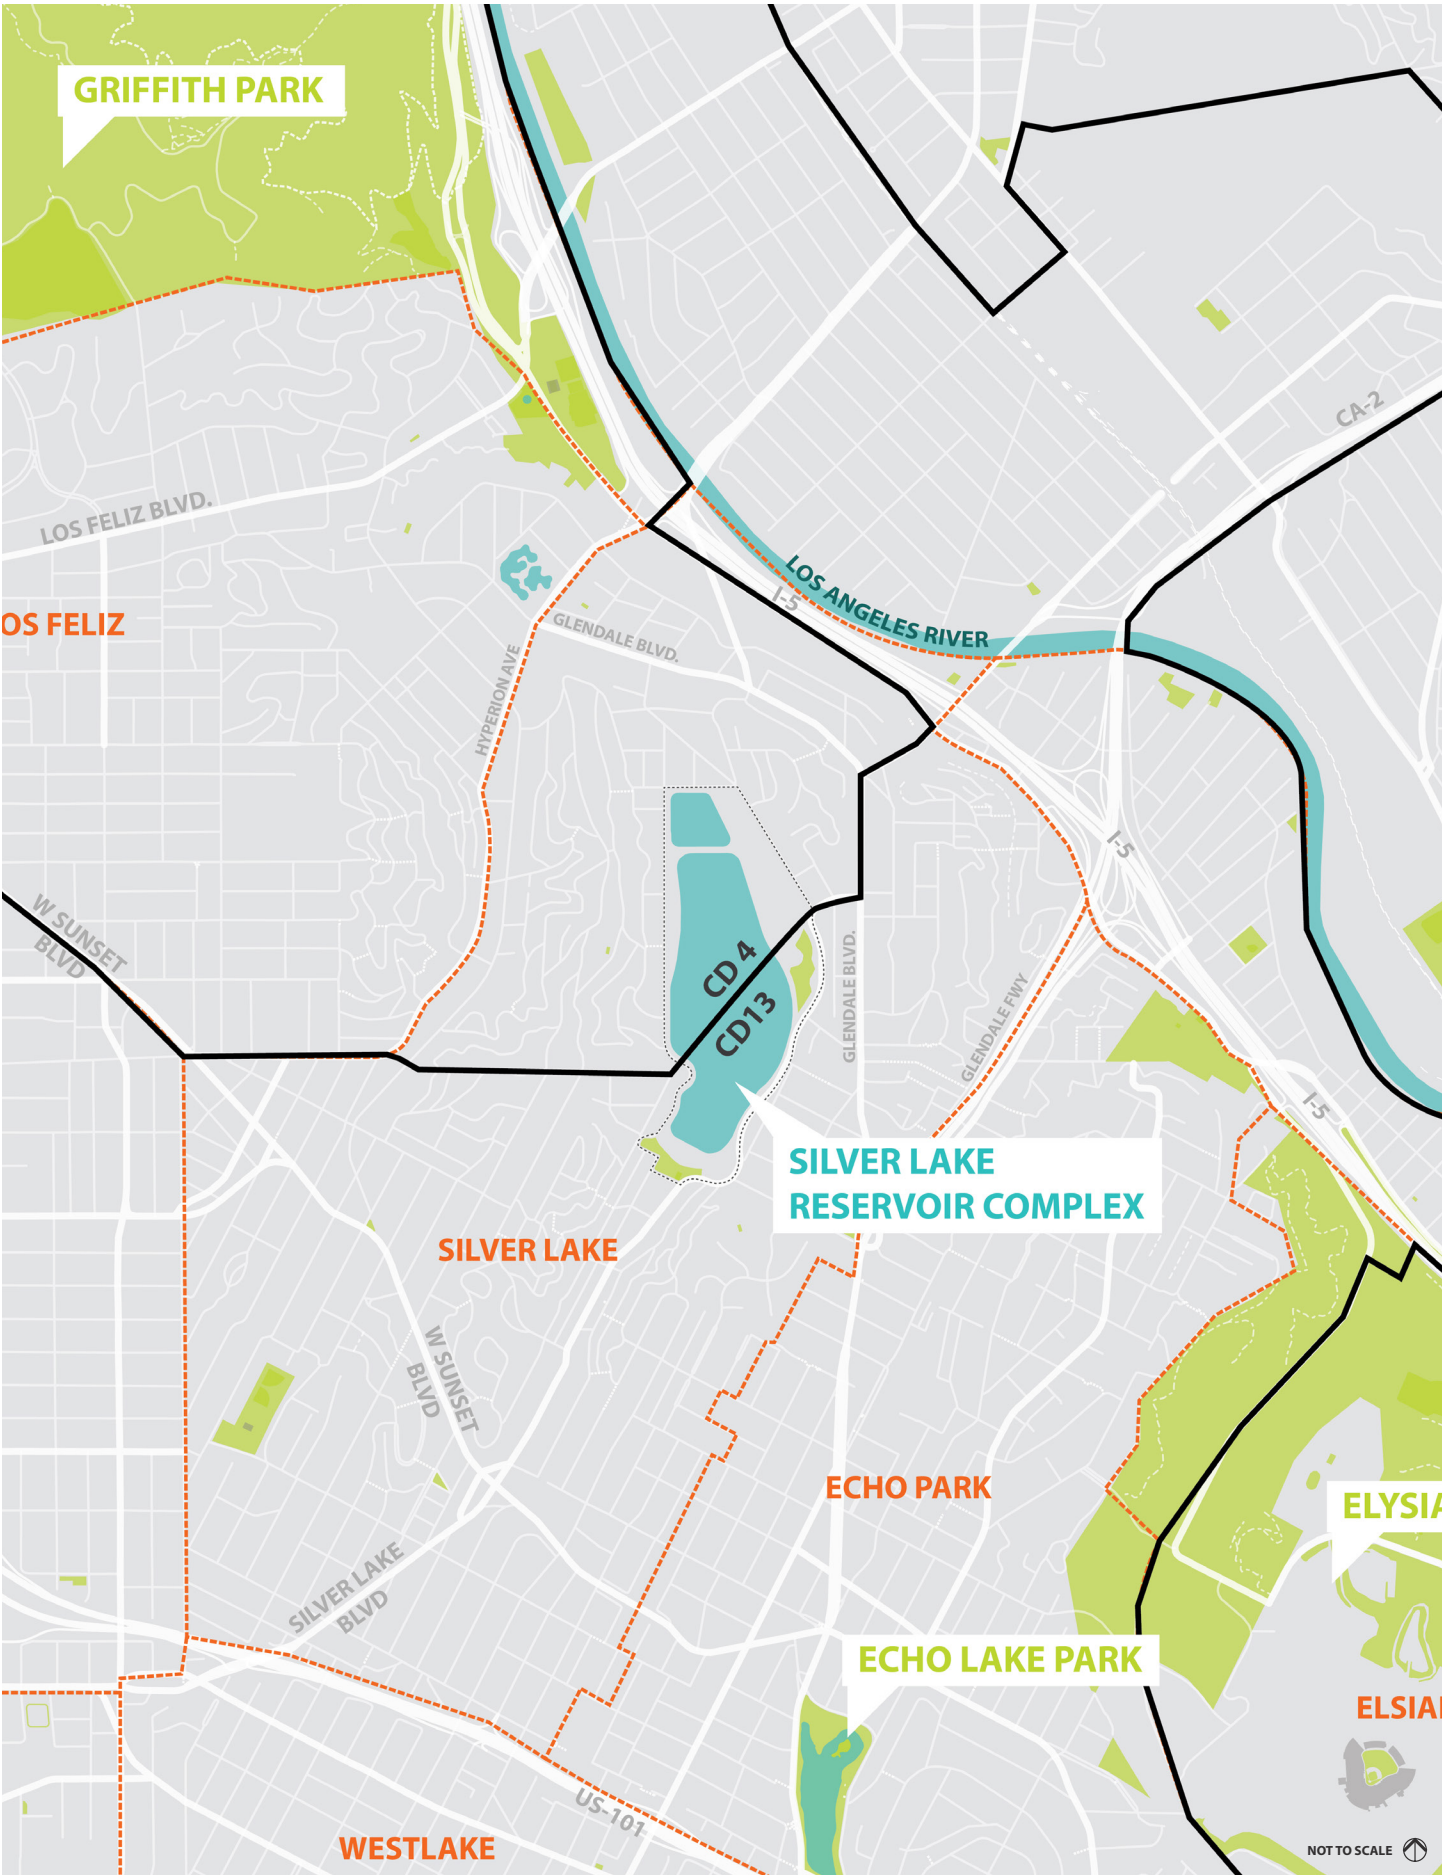 GRIFFITH PARK
CA-2
LOS FELIZ BLVD.
LOS ANGELES RIVER
I-5
OS FELIZ
GLENDALE BLVD.
HYPERION AVE
I-5
W SUNSET
BLVD
CD 4
CD13
GLENDALE BLVD.
GLENDALE FWY
I-5
SILVER LAKE
RESERVOIR COMPLEX
SILVER LAKE
W SUNSET
BLVD
ECHO PARK
ELYSIA
SILVER LAKE
BLVD
ECHO LAKE PARK
ELSIAI
US-101
WESTLAKE
NOT TO SCALE